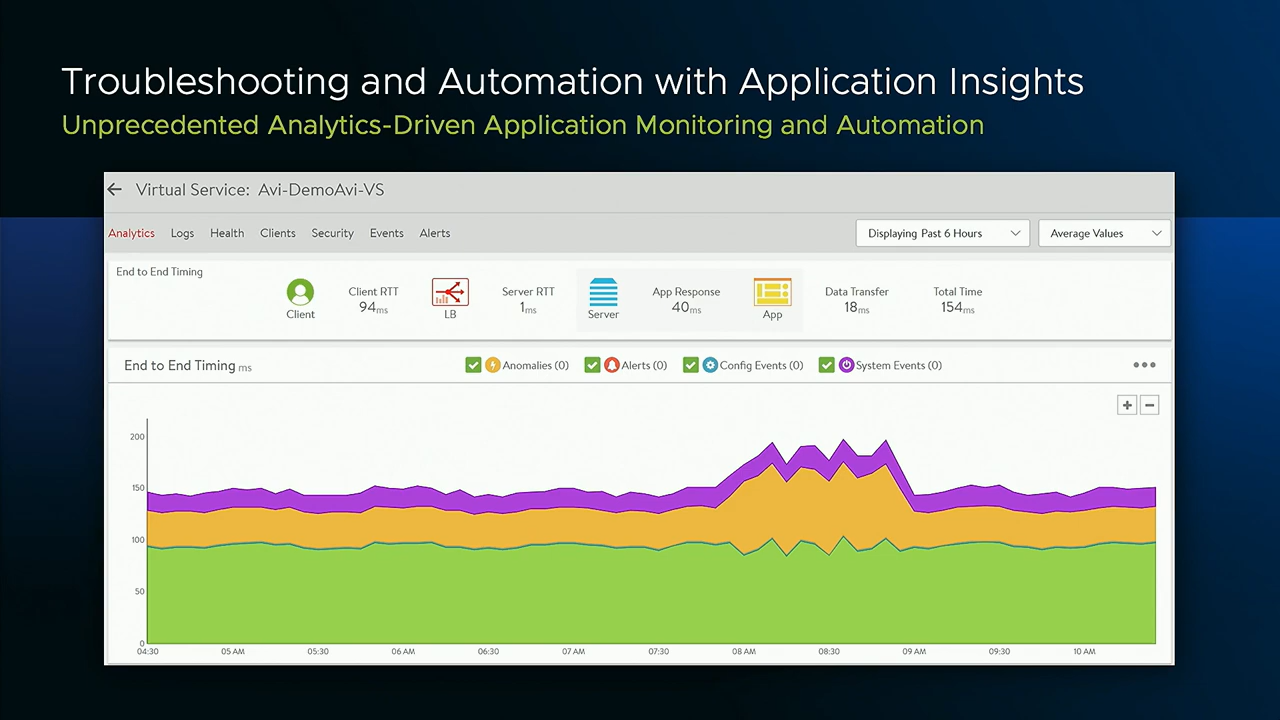 Troubleshooting and Automation with Application Insights
Unprecedented Analytics-Driven Application Monitoring and Automation
Virtual Service: Avi-DemoAvi-VS
Analytics Logs Health Clients Security Events Alerts Displaying Past 6 Hours Average Values
End to End Timing
Client RTT Server RTT App Response Data Transfer Total Time
94ms 1ms 40ms 18ms 154ms
Client LB Server App
End to End Timing ms Anomalies (0) Alerts (0) Config Events (0) System Events (0)
200
150
100
50
0
04:30 05 AM 05:30 06 AM 06:30 07 AM 07:30 08 AM 08:30 09 AM 09:30 10 AM